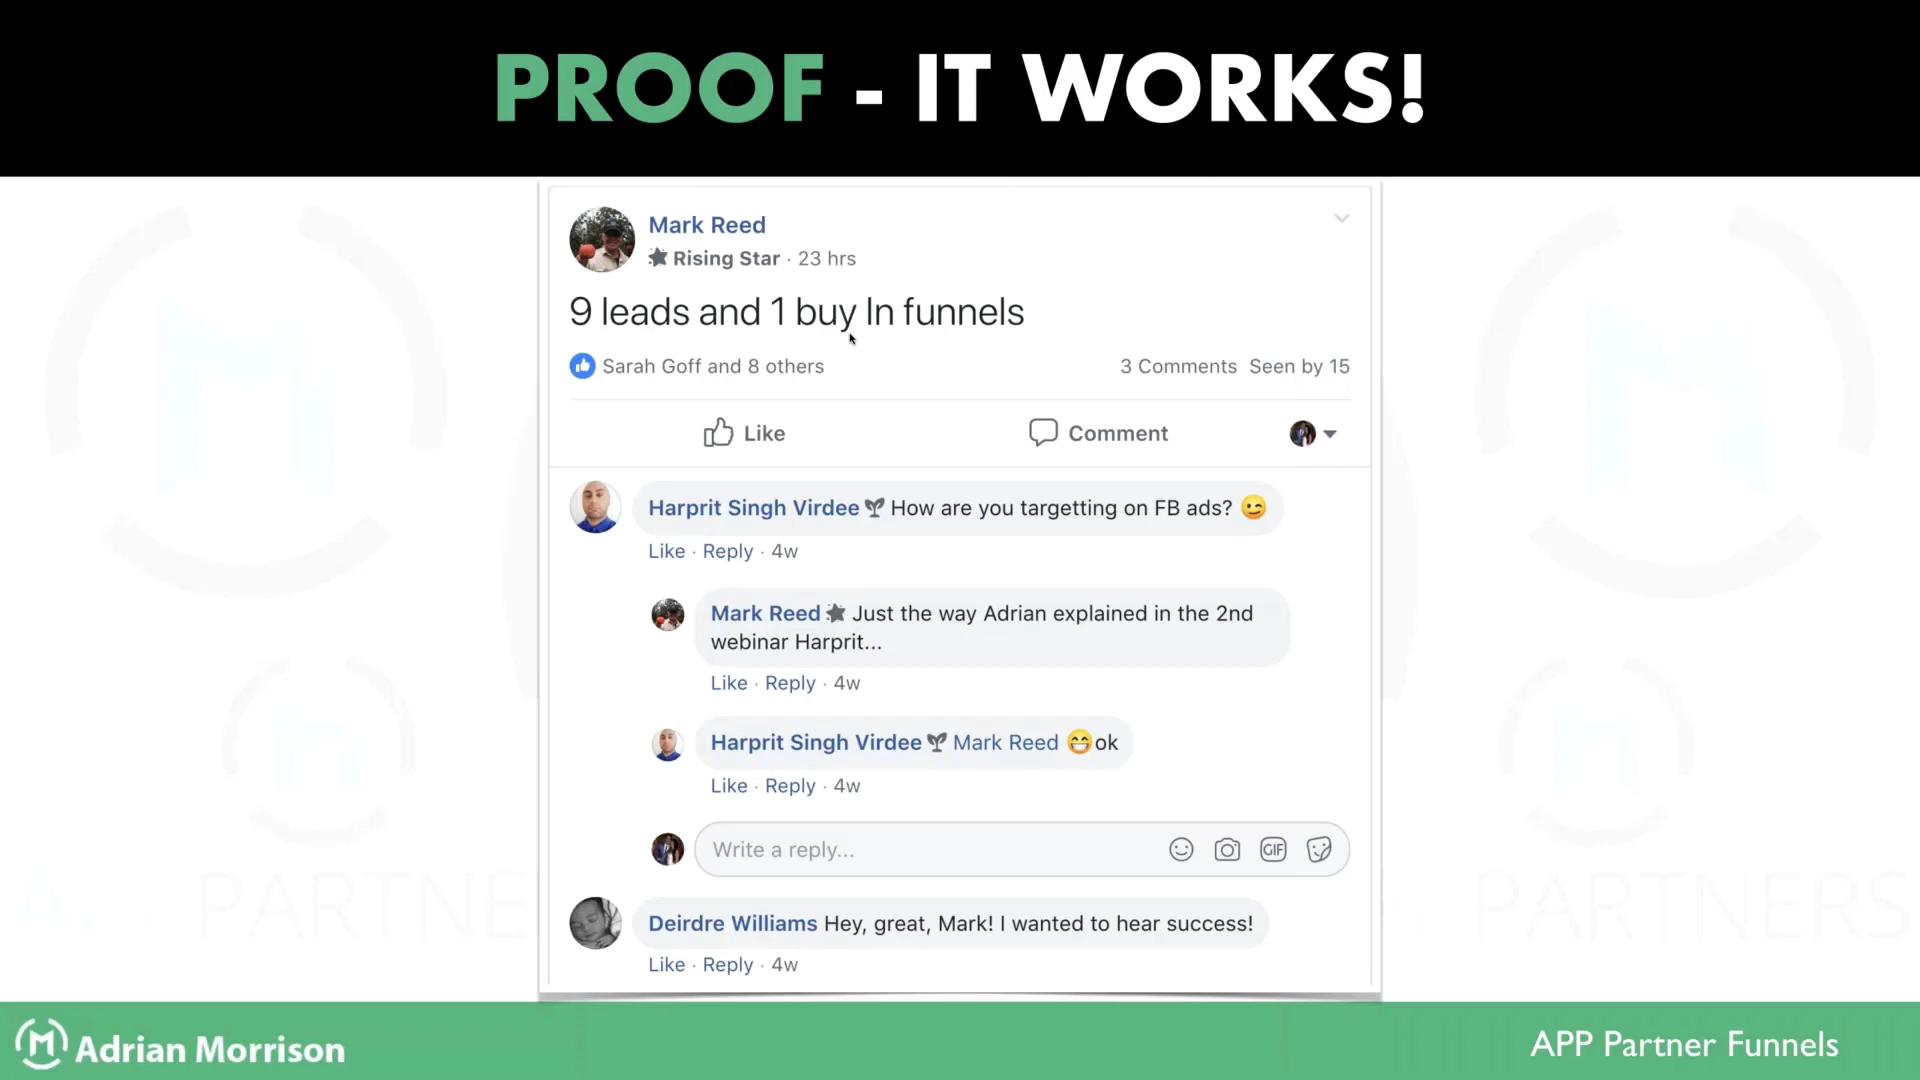 PROOF - IT WORKS!
Mark Reed
Rising Star · 23 hrs
9 leads and 1 buy In funnels
Sarah Goff and 8 others 3 Comments Seen by 15
Like Comment
Harprit Singh Virdee How are you targetting on FB ads? 😉
Like · Reply · 4w
Mark Reed Just the way Adrian explained in the 2nd
webinar Harprit...
Like · Reply · 4w
Harprit Singh Virdee Mark Reed 😁ok
Like · Reply · 4w
Write a reply... GIF
Deirdre Williams Hey, great, Mark! I wanted to hear success!
Like · Reply · 4w
PARTNERS
M Adrian Morrison APP Partner Funnels